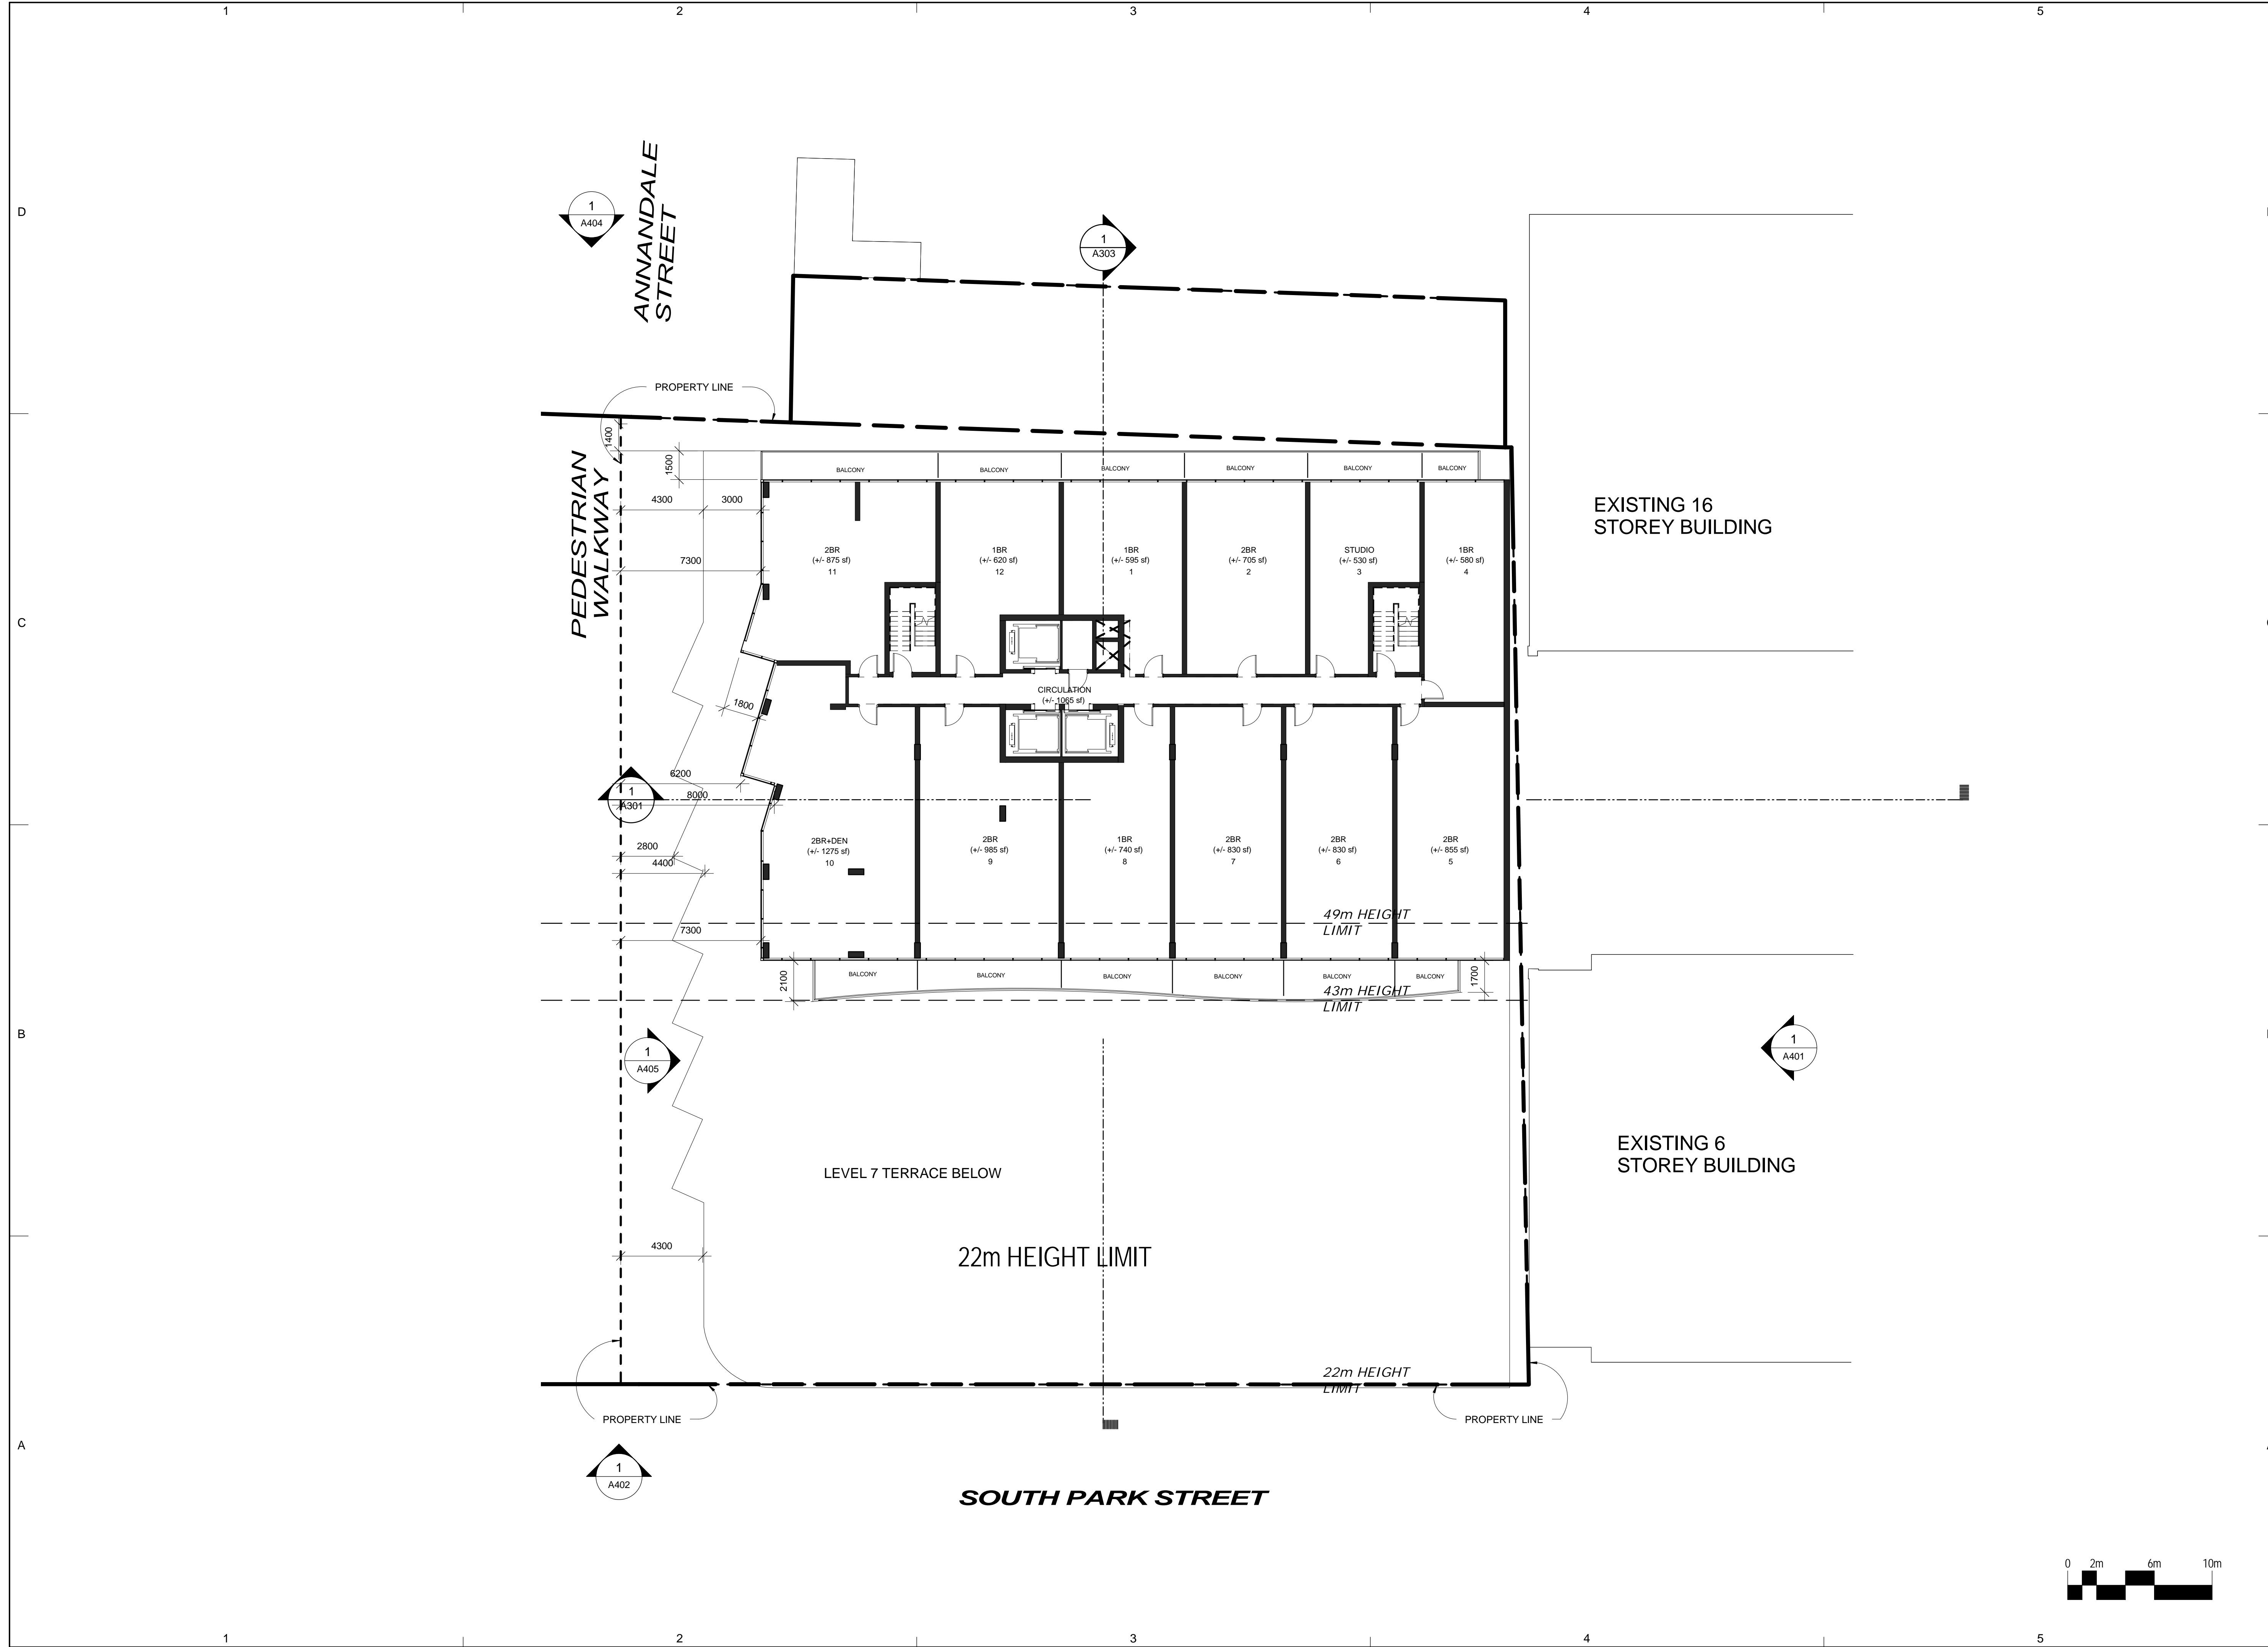 1
2
3
4
5
D
ANNANDALE
STREET
1
A404
1
A303
PROPERTY LINE
1400
1500
BALCONY
BALCONY
BALCONY
BALCONY
BALCONY
BALCONY
PEDESTRIAN
WALKWAY
4300
3000
EXISTING 16
STOREY BUILDING
7300
2BR
(+/- 875 sf)
11
1BR
(+/- 620 sf)
12
1BR
(+/- 595 sf)
1
2BR
(+/- 705 sf)
2
STUDIO
(+/- 530 sf)
3
1BR
(+/- 580 sf)
4
C
CIRCULATION
(+/- 1065 sf)
1800
6200
8000
1
A301
2800
4400
2BR+DEN
(+/- 1275 sf)
10
2BR
(+/- 985 sf)
9
1BR
(+/- 740 sf)
8
2BR
(+/- 830 sf)
7
2BR
(+/- 830 sf)
6
2BR
(+/- 855 sf)
5
49m HEIGHT
LIMIT
7300
2100
BALCONY
BALCONY
BALCONY
BALCONY
BALCONY
BALCONY
1700
43m HEIGHT
LIMIT
B
1
A405
1
A401
EXISTING 6
STOREY BUILDING
LEVEL 7 TERRACE BELOW
4300
22m HEIGHT LIMIT
22m HEIGHT
LIMIT
PROPERTY LINE
PROPERTY LINE
A
1
A402
SOUTH PARK STREET
0 2m 6m 10m
1
2
3
4
5